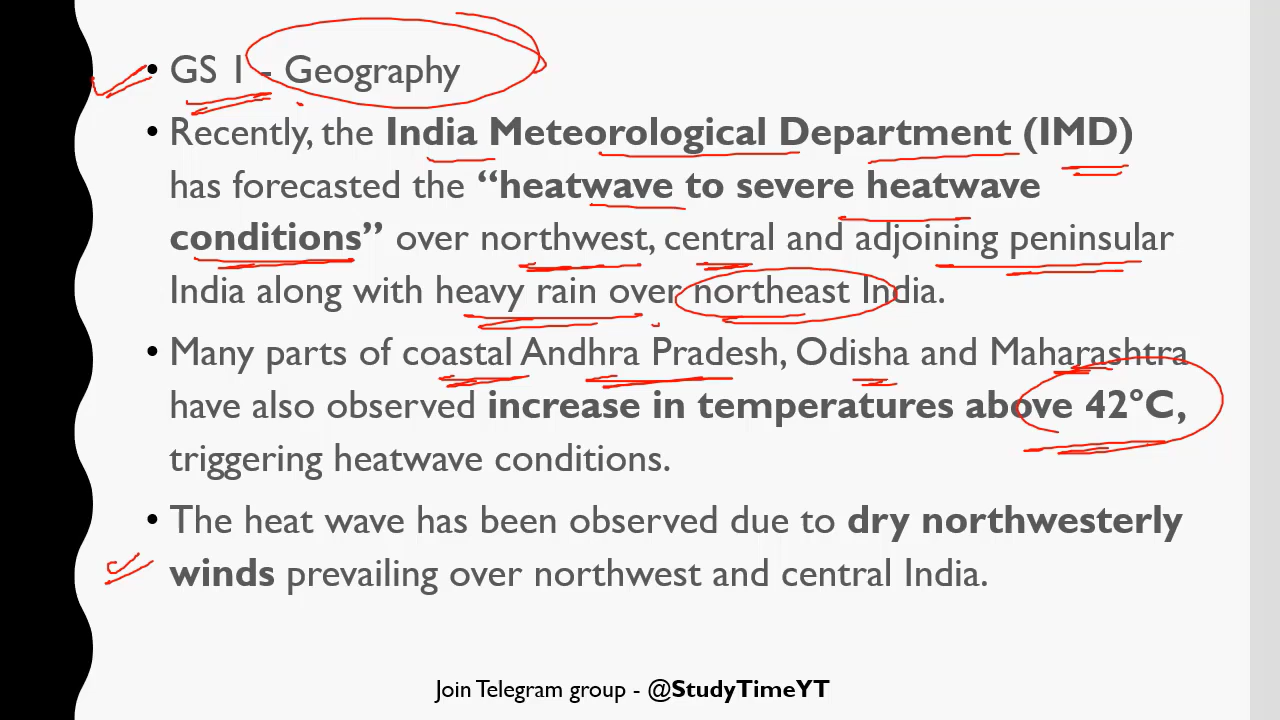 • GS 1 - Geography
• Recently, the India Meteorological Department (IMD)
has forecasted the “heatwave to severe heatwave
conditions” over northwest, central and adjoining peninsular
India along with heavy rain over northeast India.
• Many parts of coastal Andhra Pradesh, Odisha and Maharashtra
have also observed increase in temperatures above 42°C,
triggering heatwave conditions.
• The heat wave has been observed due to dry northwesterly
winds prevailing over northwest and central India.
Join Telegram group - @StudyTimeYT